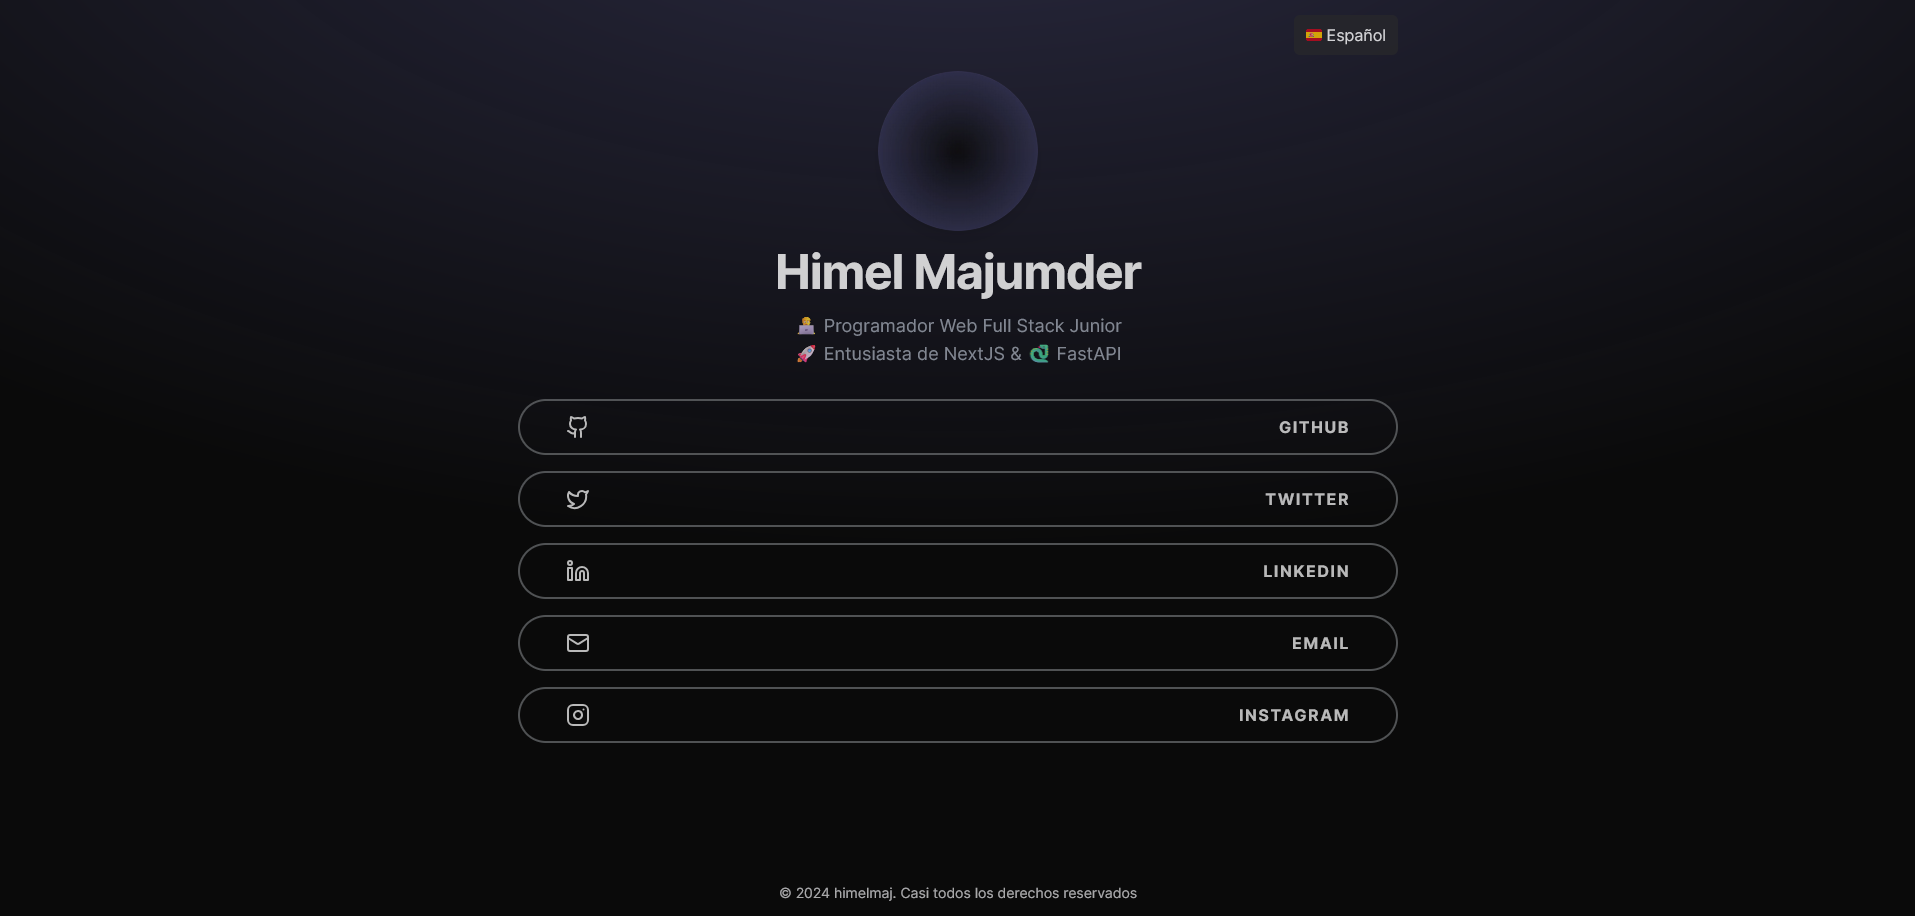 Español
Himel Majumder
Programador Web Full Stack Junior
Entusiasta de NextJS & FastAPI
GITHUB
TWITTER
LINKEDIN
EMAIL
INSTAGRAM
© 2024 himelmaj. Casi todos los derechos reservados